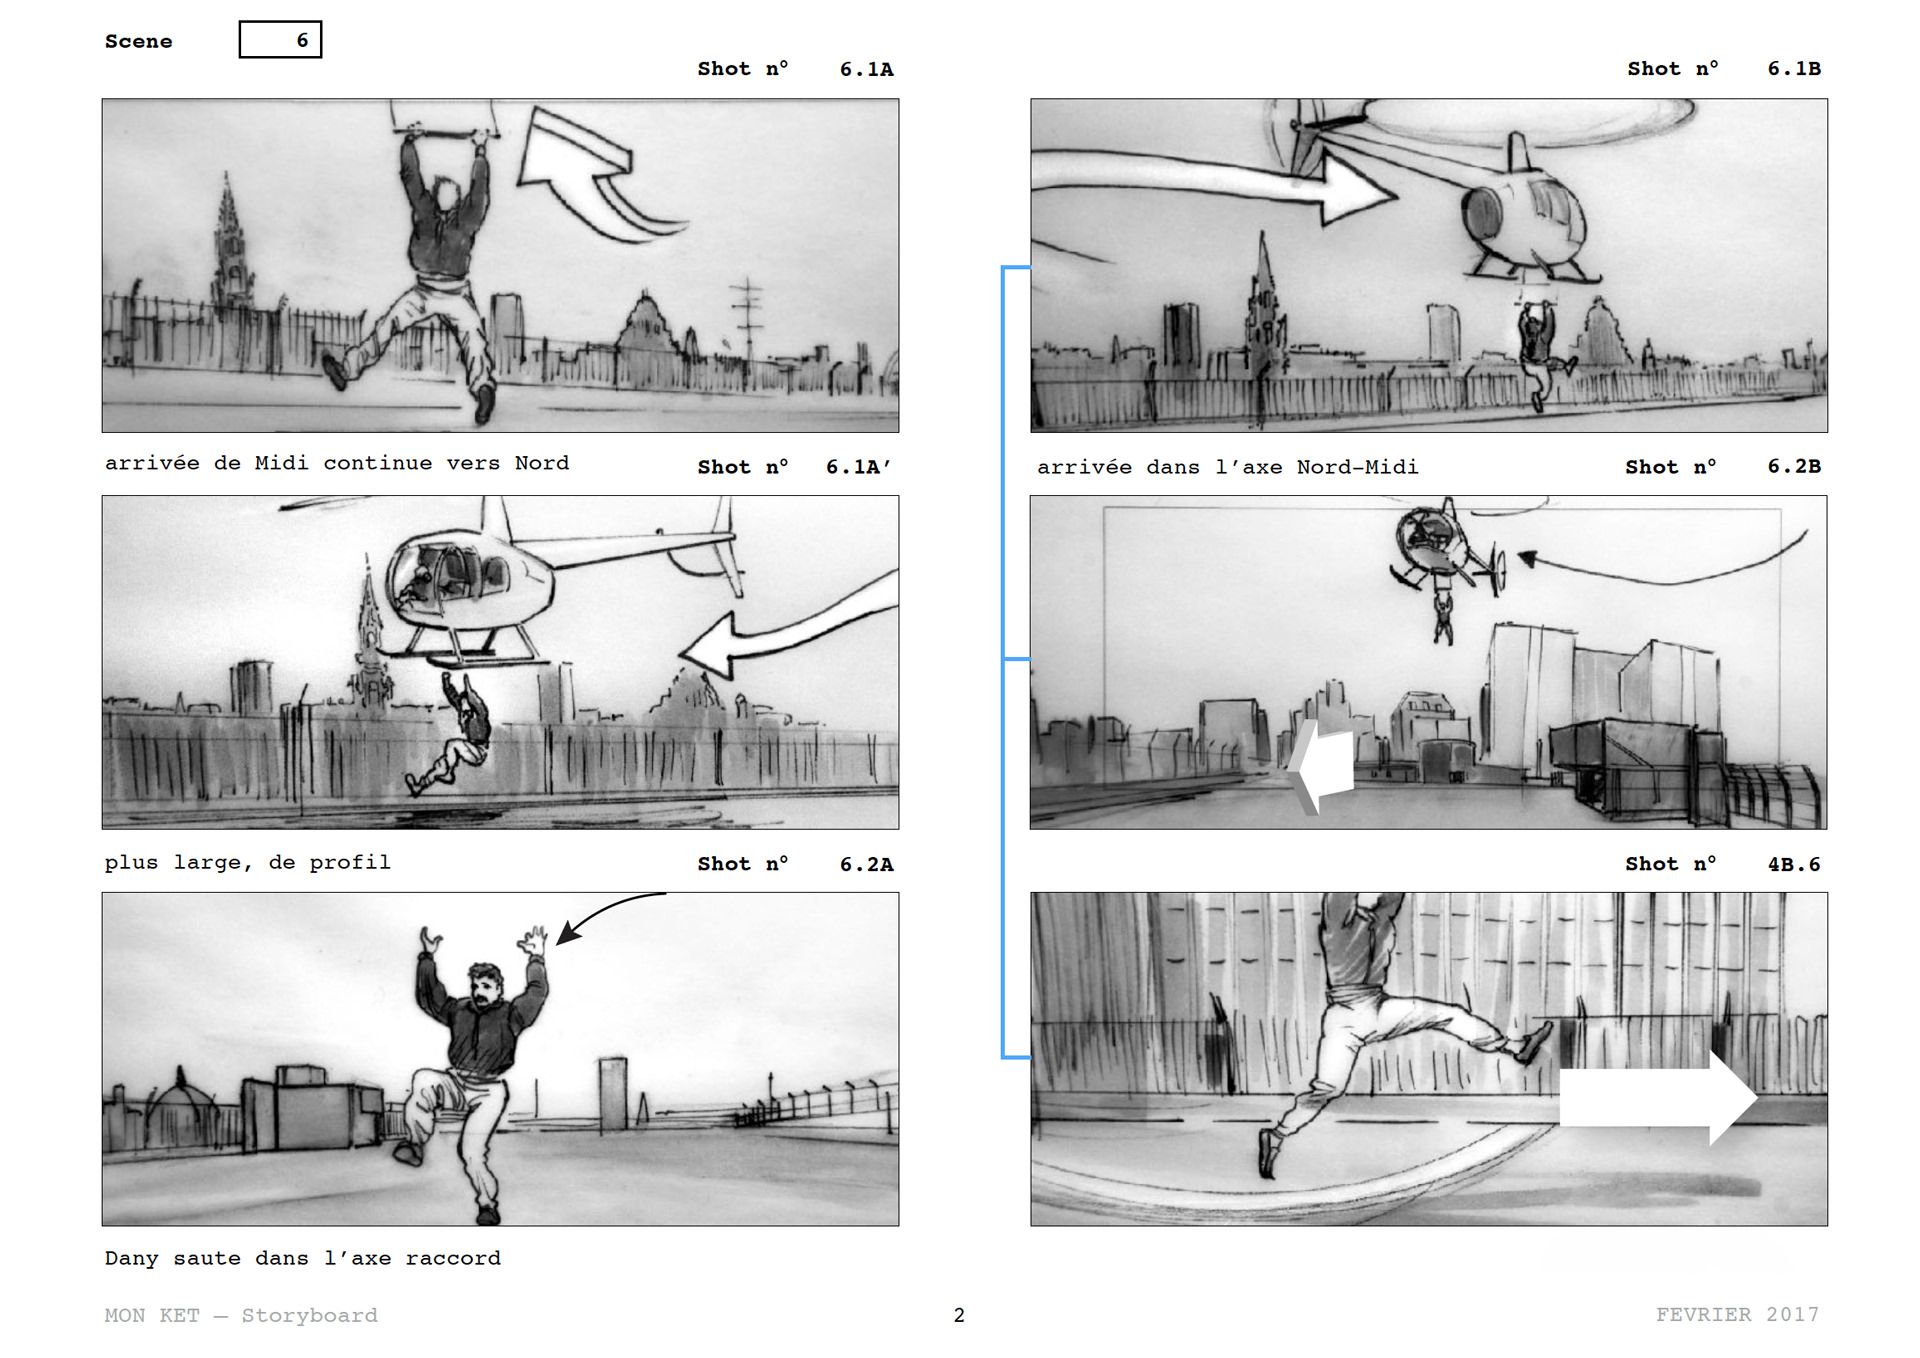 Scene 6
Shot n° 6.1A
Shot n° 6.1B
arrivée de Midi continue vers Nord
Shot n° 6.1A’
arrivée dans l’axe Nord-Midi
Shot n° 6.2B
plus large, de profil
Shot n° 6.2A
Shot n° 4B.6
Dany saute dans l’axe raccord
MON KET – Storyboard
2
FEVRIER 2017